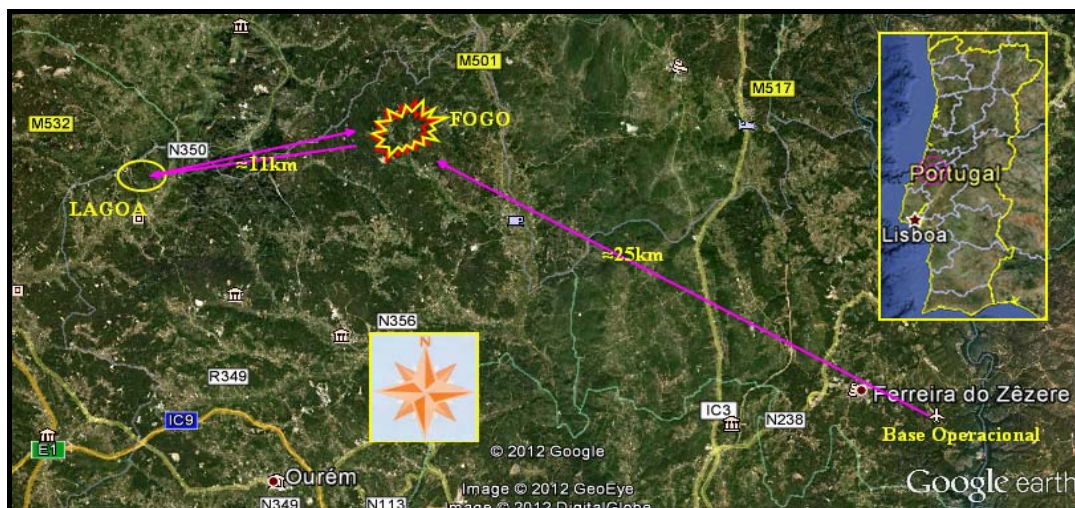 M501
M517
M532
FOGO
N350
≈11km
LAGOA
Portugal
Lisboa
≈25km
N356
N
R349
IC9
E1
Ferreira do Zêzere
IC3
N238
Base Operacional
© 2012 Google
Ourém
Image © 2012 GeoEye
Google earth
N349
N113
Image © 2012 DigitalGlobe